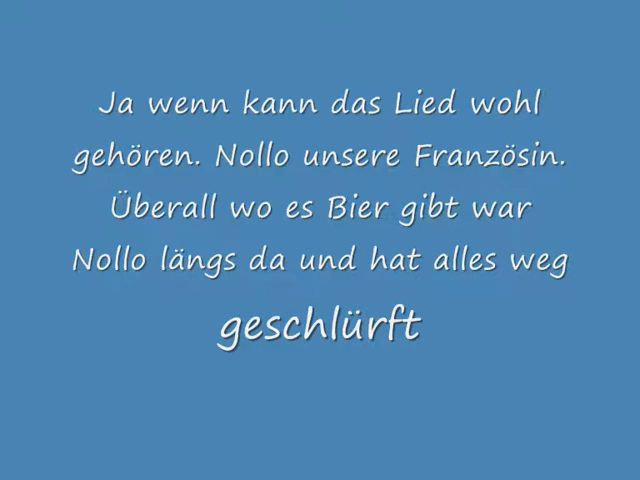 Ja wenn kann das Lied wohl
gehören. Nollo unsere Französin.
Überall wo es Bier gibt war
Nollo längs da und hat alles weg
geschlürft